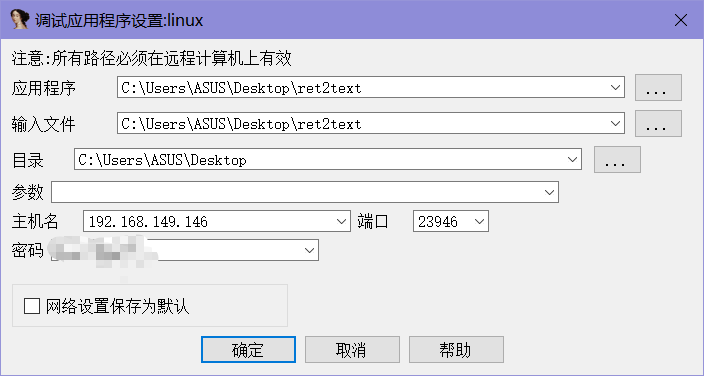 调试应用程序设置:linux
注意:所有路径必须在远程计算机上有效
应用程序 C:\Users\ASUS\Desktop\ret2text ...
输入文件 C:\Users\ASUS\Desktop\ret2text ...
目录 C:\Users\ASUS\Desktop ...
参数
主机名 192.168.149.146 端口 23946
密码
网络设置保存为默认
确定 取消 帮助